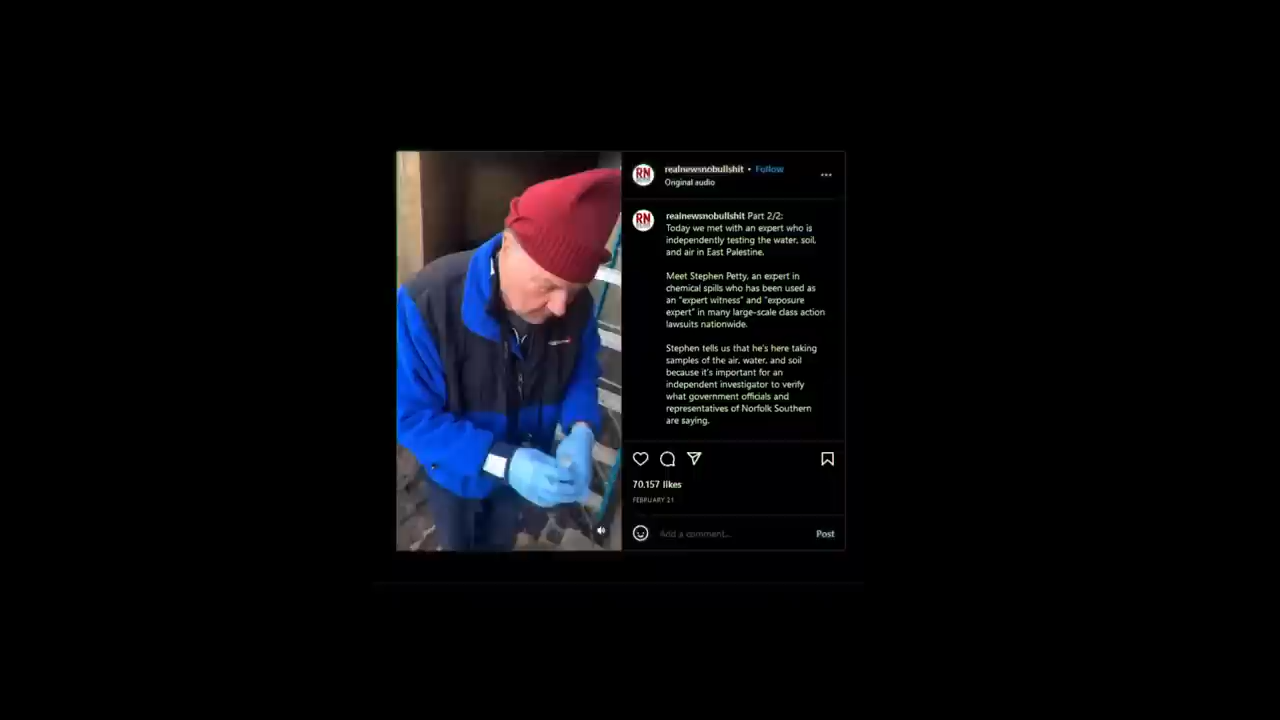 RN
realnewsnobullshit • Follow
Original audio
RN
realnewsnobullshit Part 2/2:
Today we met with an expert who is
independently testing the water, soil,
and air in East Palestine.
Meet Stephen Petty, an expert in
chemical spills who has been used as
an "expert witness" and "exposure
expert" in many large-scale class action
lawsuits nationwide.
Stephen tells us that he's here taking
samples of the air, water, and soil
because it's important for an
independent investigator to verify
what government officials and
representatives of Norfolk Southern
are saying.
70.157 likes
FEBRUARY 21
Add a comment...
Post